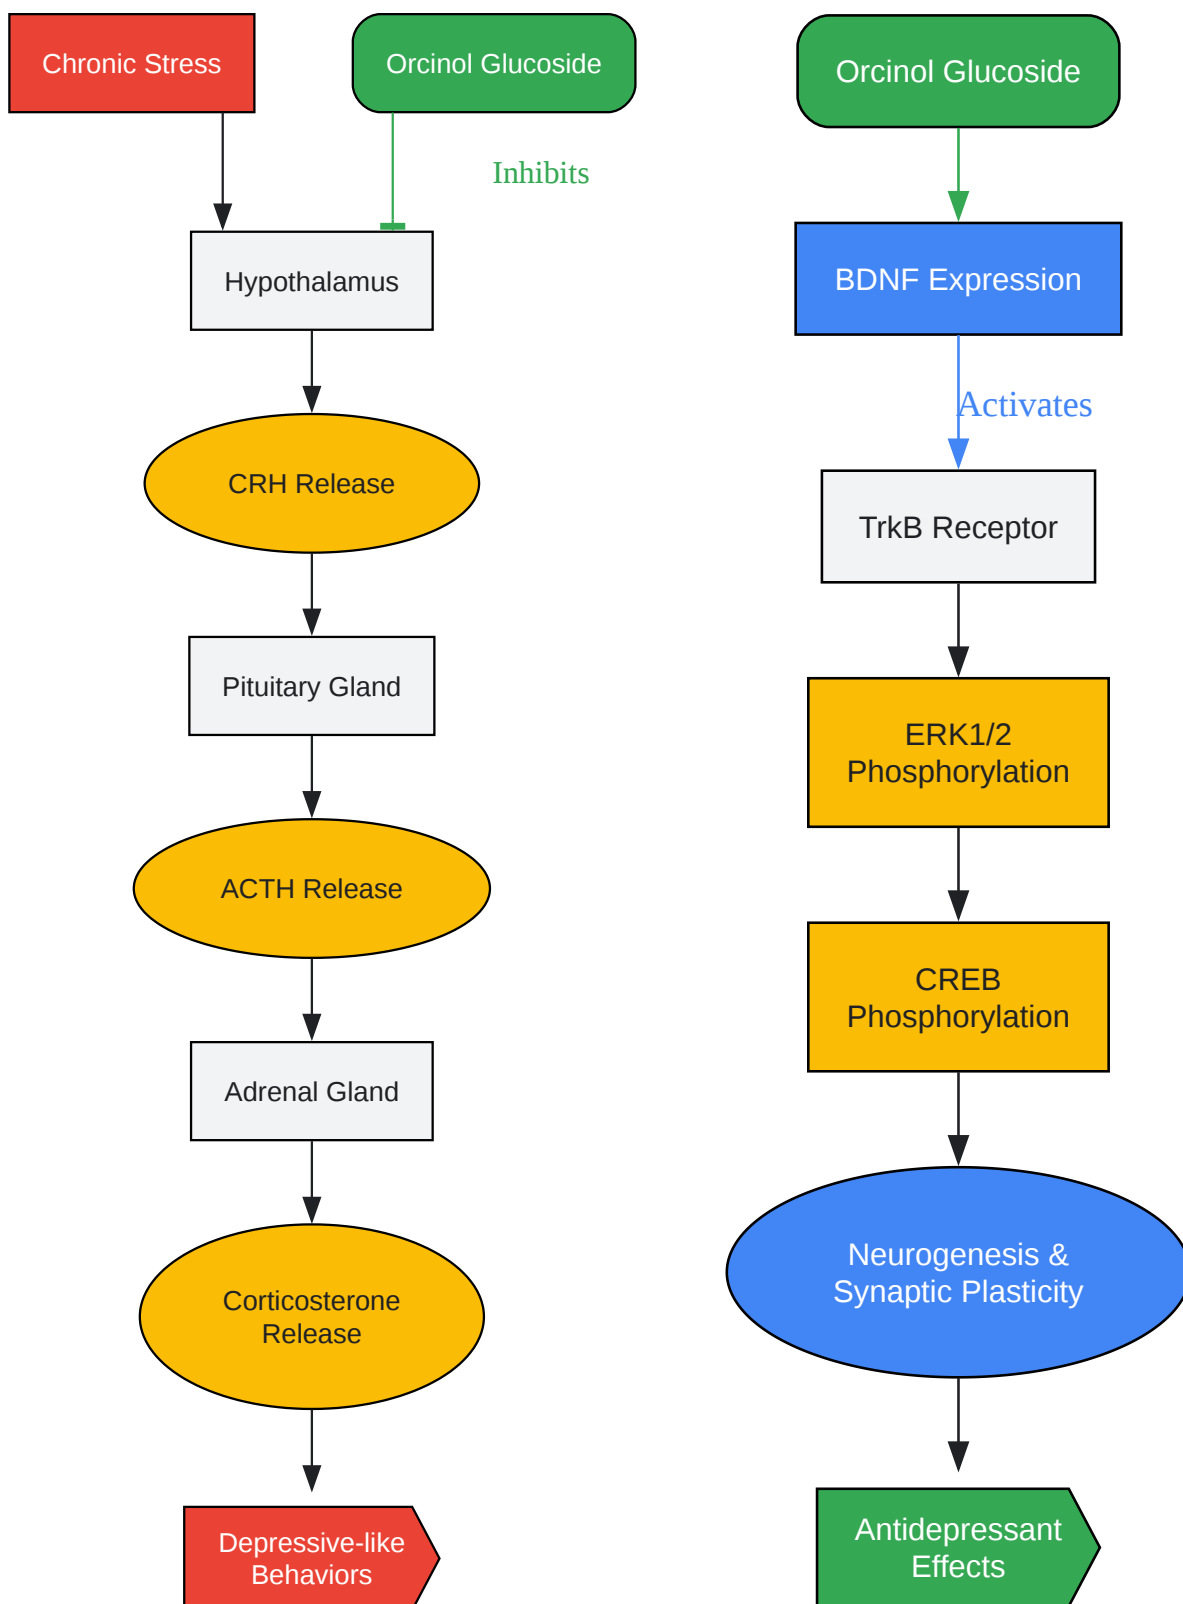 Chronic Stress
Orcinol Glucoside
Inhibits
Hypothalamus
CRH Release
Pituitary Gland
ACTH Release
Adrenal Gland
Corticosterone
Release
Depressive-like
Behaviors
Orcinol Glucoside
BDNF Expression
Activates
TrkB Receptor
ERK1/2
Phosphorylation
CREB
Phosphorylation
Neurogenesis &
Synaptic Plasticity
Antidepressant
Effects